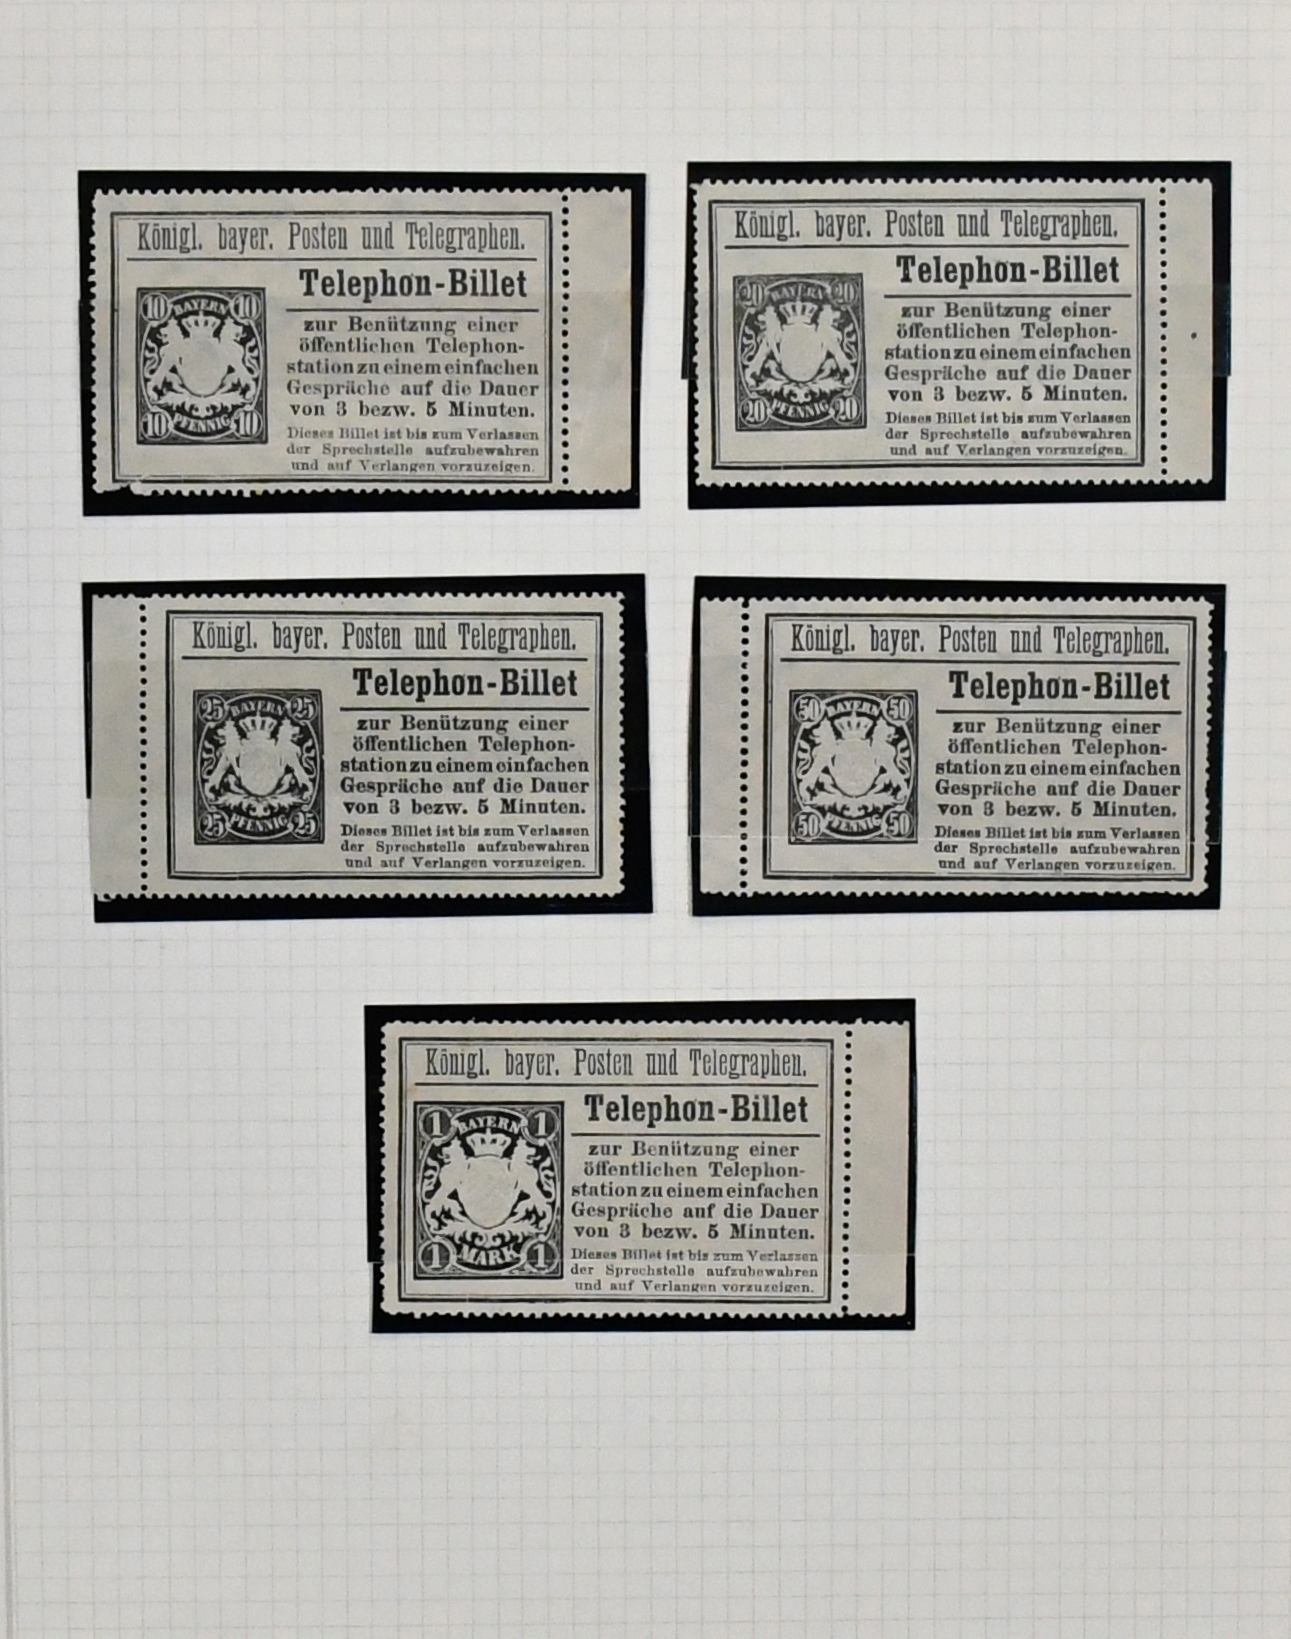 Königl. bayer. Posten und Telegraphen.
10 BAYERN 10
10 PFENNIG 10
Telephon-Billet
zur Benützung einer
öffentlichen Telephon-
station zu einem einfachen
Gespräche auf die Dauer
von 3 bezw. 5 Minuten.
Dieses Billet ist bis zum Verlassen
der Sprechstelle aufzubewahren
und auf Verlangen vorzuzeigen.
Königl. bayer. Posten und Telegraphen.
20 BAYERN 20
20 PFENNIG 20
Telephon-Billet
zur Benützung einer
öffentlichen Telephon-
station zu einem einfachen
Gespräche auf die Dauer
von 3 bezw. 5 Minuten.
Dieses Billet ist bis zum Verlassen
der Sprechstelle aufzubewahren
und auf Verlangen vorzuzeigen.
Königl. bayer. Posten und Telegraphen.
25 BAYERN 25
25 PFENNIG 25
Telephon-Billet
zur Benützung einer
öffentlichen Telephon-
station zu einem einfachen
Gespräche auf die Dauer
von 3 bezw. 5 Minuten.
Dieses Billet ist bis zum Verlassen
der Sprechstelle aufzubewahren
und auf Verlangen vorzuzeigen.
Königl. bayer. Posten und Telegraphen.
50 BAYERN 50
50 PFENNIG 50
Telephon-Billet
zur Benützung einer
öffentlichen Telephon-
station zu einem einfachen
Gespräche auf die Dauer
von 3 bezw. 5 Minuten.
Dieses Billet ist bis zum Verlassen
der Sprechstelle aufzubewahren
und auf Verlangen vorzuzeigen.
Königl. bayer. Posten und Telegraphen.
1 BAYERN 1
1 MARK 1
Telephon-Billet
zur Benützung einer
öffentlichen Telephon-
station zu einem einfachen
Gespräche auf die Dauer
von 3 bezw. 5 Minuten.
Dieses Billet ist bis zum Verlassen
der Sprechstelle aufzubewahren
und auf Verlangen vorzuzeigen.